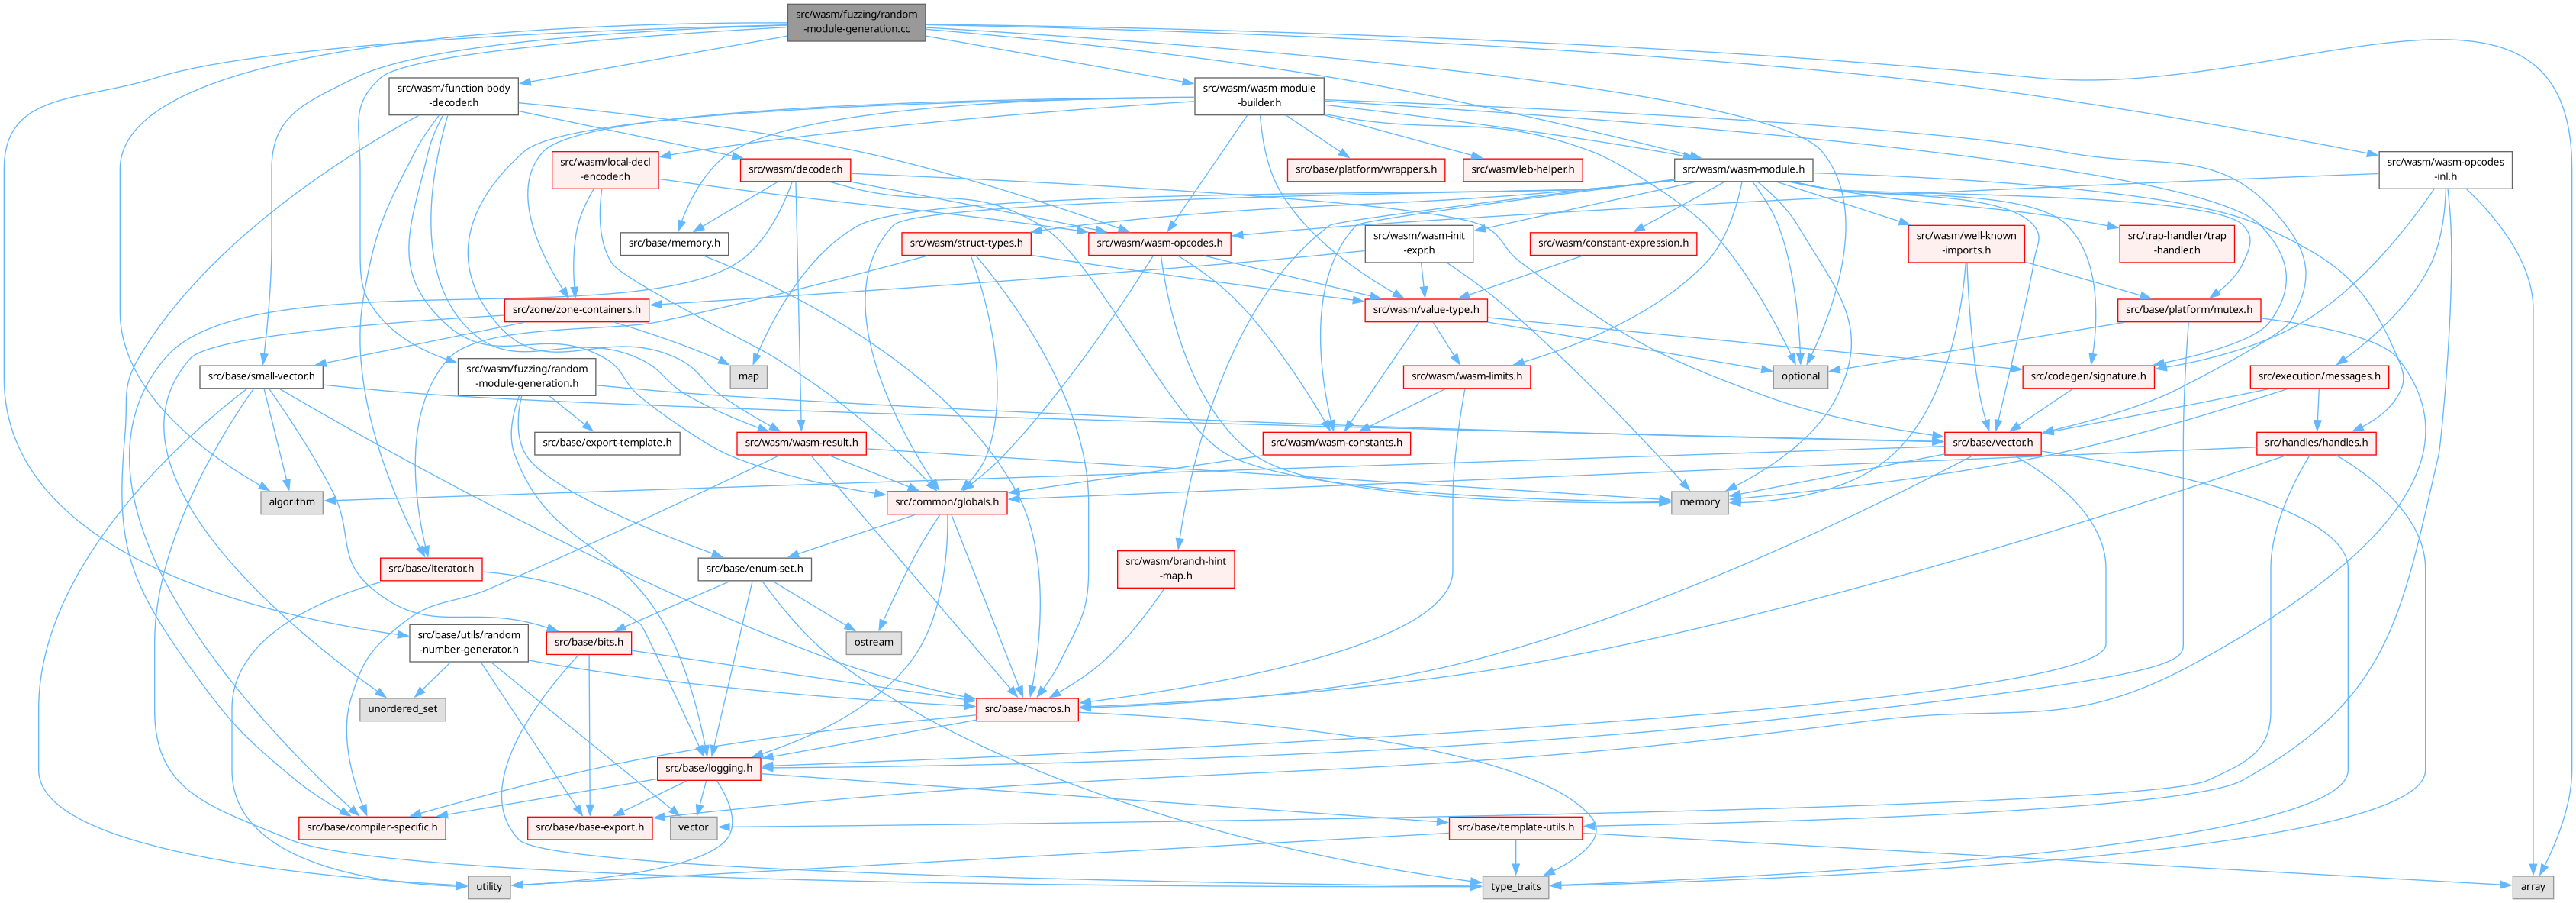 src/wasm/fuzzing/random
-module-generation.cc
src/wasm/function-body
-decoder.h
src/wasm/wasm-module
-builder.h
src/wasm/local-decl
-encoder.h
src/wasm/decoder.h
src/base/platform/wrappers.h
src/wasm/leb-helper.h
src/wasm/wasm-module.h
src/wasm/wasm-opcodes
-inl.h
src/base/memory.h
src/wasm/struct-types.h
src/wasm/wasm-opcodes.h
src/wasm/wasm-init
-expr.h
src/wasm/constant-expression.h
src/wasm/well-known
-imports.h
src/trap-handler/trap
-handler.h
src/zone/zone-containers.h
src/wasm/value-type.h
src/base/platform/mutex.h
src/base/small-vector.h
src/wasm/fuzzing/random
-module-generation.h
map
src/wasm/wasm-limits.h
optional
src/codegen/signature.h
src/execution/messages.h
src/base/export-template.h
src/wasm/wasm-result.h
src/wasm/wasm-constants.h
src/base/vector.h
src/handles/handles.h
algorithm
src/common/globals.h
memory
src/base/iterator.h
src/base/enum-set.h
src/wasm/branch-hint
-map.h
src/base/utils/random
-number-generator.h
src/base/bits.h
ostream
unordered_set
src/base/macros.h
src/base/logging.h
src/base/compiler-specific.h
src/base/base-export.h
vector
src/base/template-utils.h
utility
type_traits
array